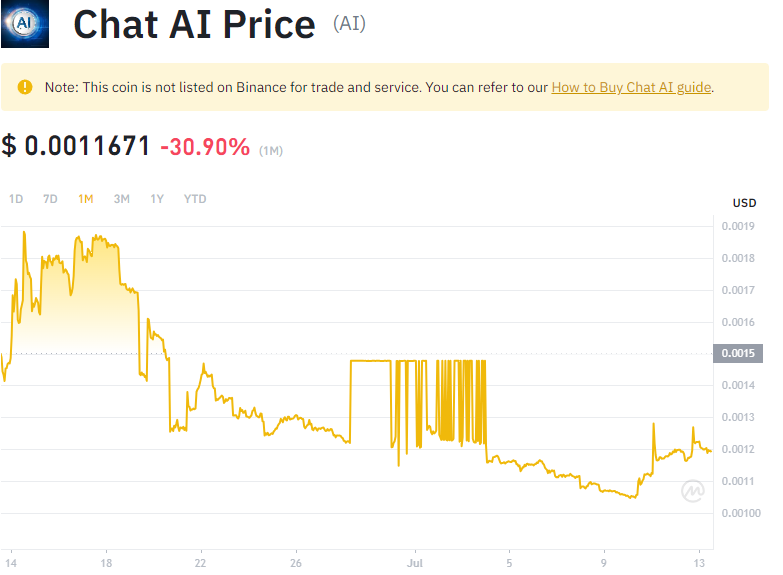 AI
Chat AI Price (AI)
Note: This coin is not listed on Binance for trade and service. You can refer to our How to Buy Chat AI guide.
$ 0.0011671 -30.90% (1M)
1D 7D 1M 3M 1Y YTD
USD
0.0019
0.0018
0.0017
0.0016
0.0015
0.0014
0.0013
0.0012
0.0011
0.00100
14 18 22 26 Jul 5 9 13